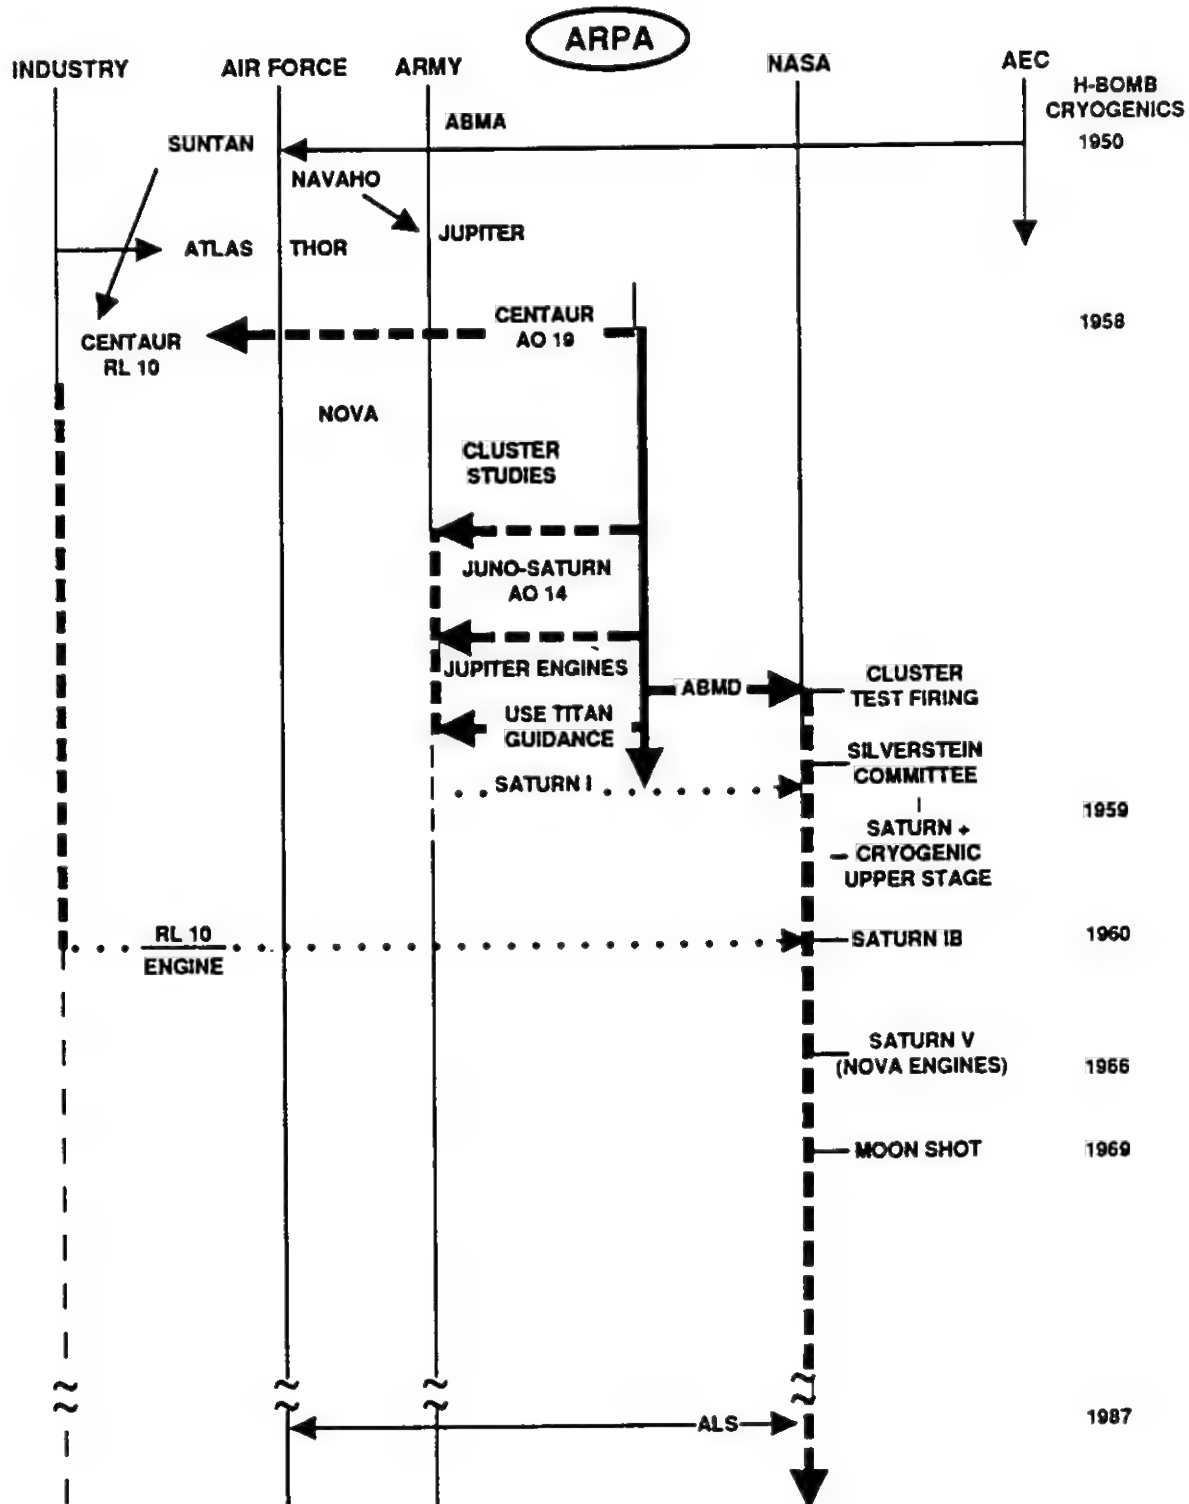 ARPA
INDUSTRY
AIR FORCE
ARMY
NASA
AEC
H-BOMB
CRYOGENICS
ABMA
SUNTAN
1950
NAVAHO
JUPITER
ATLAS
THOR
CENTAUR
AO 19
1958
CENTAUR
RL 10
NOVA
CLUSTER
STUDIES
JUNO-SATURN
AO 14
JUPITER ENGINES
ABMD
CLUSTER
TEST FIRING
USE TITAN
GUIDANCE
SILVERSTEIN
COMMITTEE
SATURN I
1959
SATURN +
CRYOGENIC
UPPER STAGE
RL 10
ENGINE
SATURN IB
1960
SATURN V
(NOVA ENGINES)
1966
MOON SHOT
1969
ALS
1987